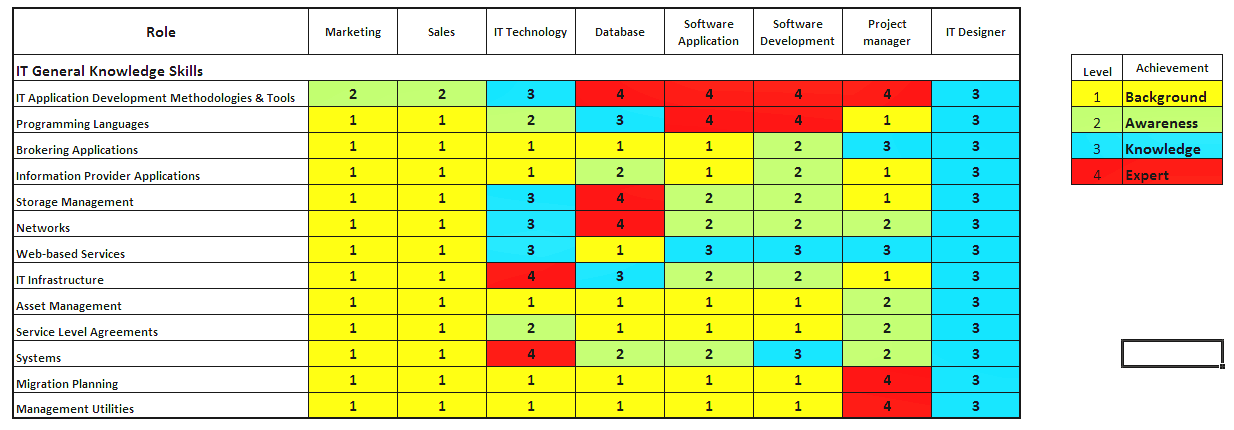 Role Marketing Sales IT Technology Database Software Application Software Development Project manager IT Designer
IT General Knowledge Skills
IT Application Development Methodologies & Tools 2 2 3 4 4 4 4 3
Programming Languages 1 1 2 3 4 4 1 3
Brokering Applications 1 1 1 1 1 2 3 3
Information Provider Applications 1 1 1 2 1 2 1 3
Storage Management 1 1 3 4 2 2 1 3
Networks 1 1 3 4 2 2 2 3
Web-based Services 1 1 3 1 3 3 3 3
IT Infrastructure 1 1 4 3 2 2 1 3
Asset Management 1 1 1 1 1 1 2 3
Service Level Agreements 1 1 2 1 1 1 2 3
Systems 1 1 4 2 2 3 2 3
Migration Planning 1 1 1 1 1 1 4 3
Management Utilities 1 1 1 1 1 1 4 3
Level Achievement
1 Background
2 Awareness
3 Knowledge
4 Expert